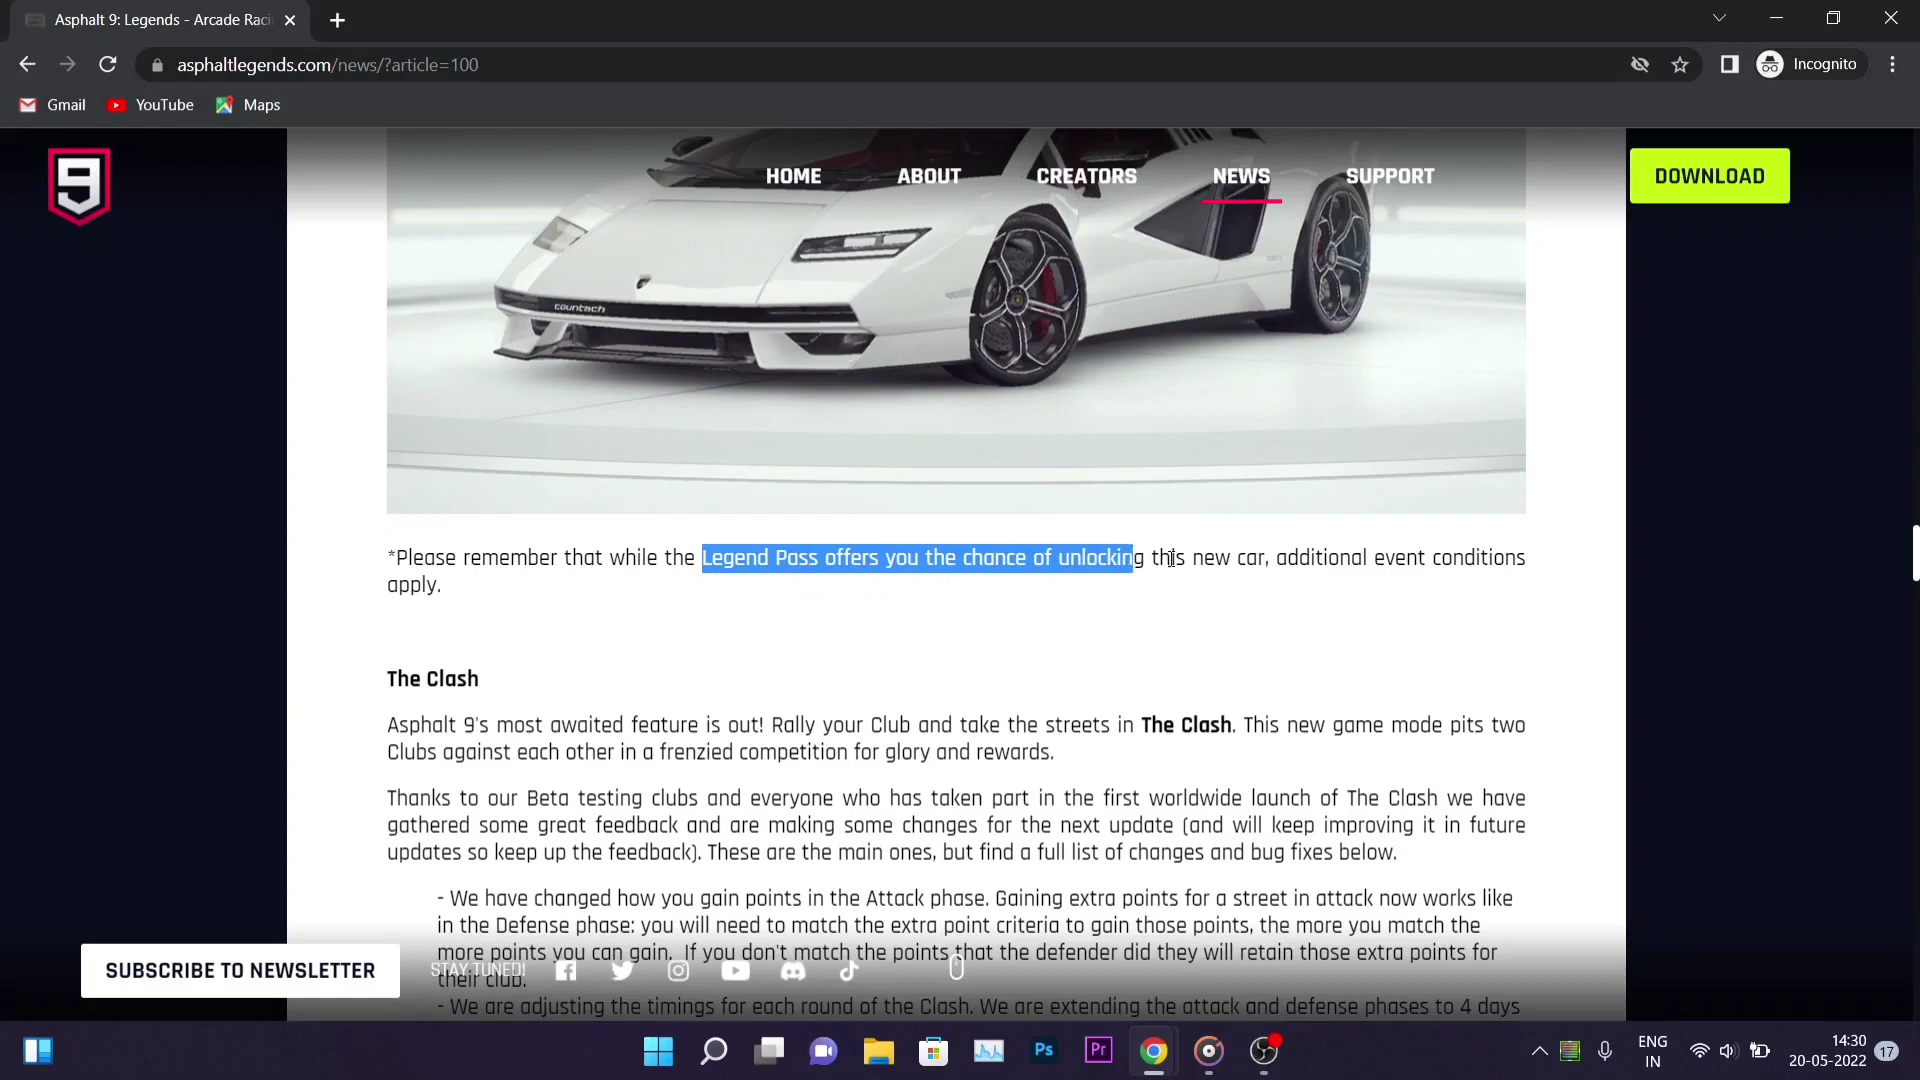 Asphalt 9: Legends - Arcade Raci
asphaltlegends.com/news/?article=100
Incognito
Gmail
YouTube
Maps
9
HOME
ABOUT
CREATORS
NEWS
SUPPORT
DOWNLOAD
countach
*Please remember that while the Legend Pass offers you the chance of unlocking this new car, additional event conditions
apply.
The Clash
Asphalt 9's most awaited feature is out! Rally your Club and take the streets in The Clash. This new game mode pits two
Clubs against each other in a frenzied competition for glory and rewards.
Thanks to our Beta testing clubs and everyone who has taken part in the first worldwide launch of The Clash we have
gathered some great feedback and are making some changes for the next update (and will keep improving it in future
updates so keep up the feedback). These are the main ones, but find a full list of changes and bug fixes below.
- We have changed how you gain points in the Attack phase. Gaining extra points for a street in attack now works like
in the Defense phase: you will need to match the extra point criteria to gain those points, the more you match the
more points you can gain. If you don't match the points that the defender did they will retain those extra points for
their club.
- We are adjusting the timings for each round of the Clash. We are extending the attack and defense phases to 4 days
SUBSCRIBE TO NEWSLETTER
STAY TUNED!
Ps
Pr
ENG
IN
14:30
20-05-2022
17